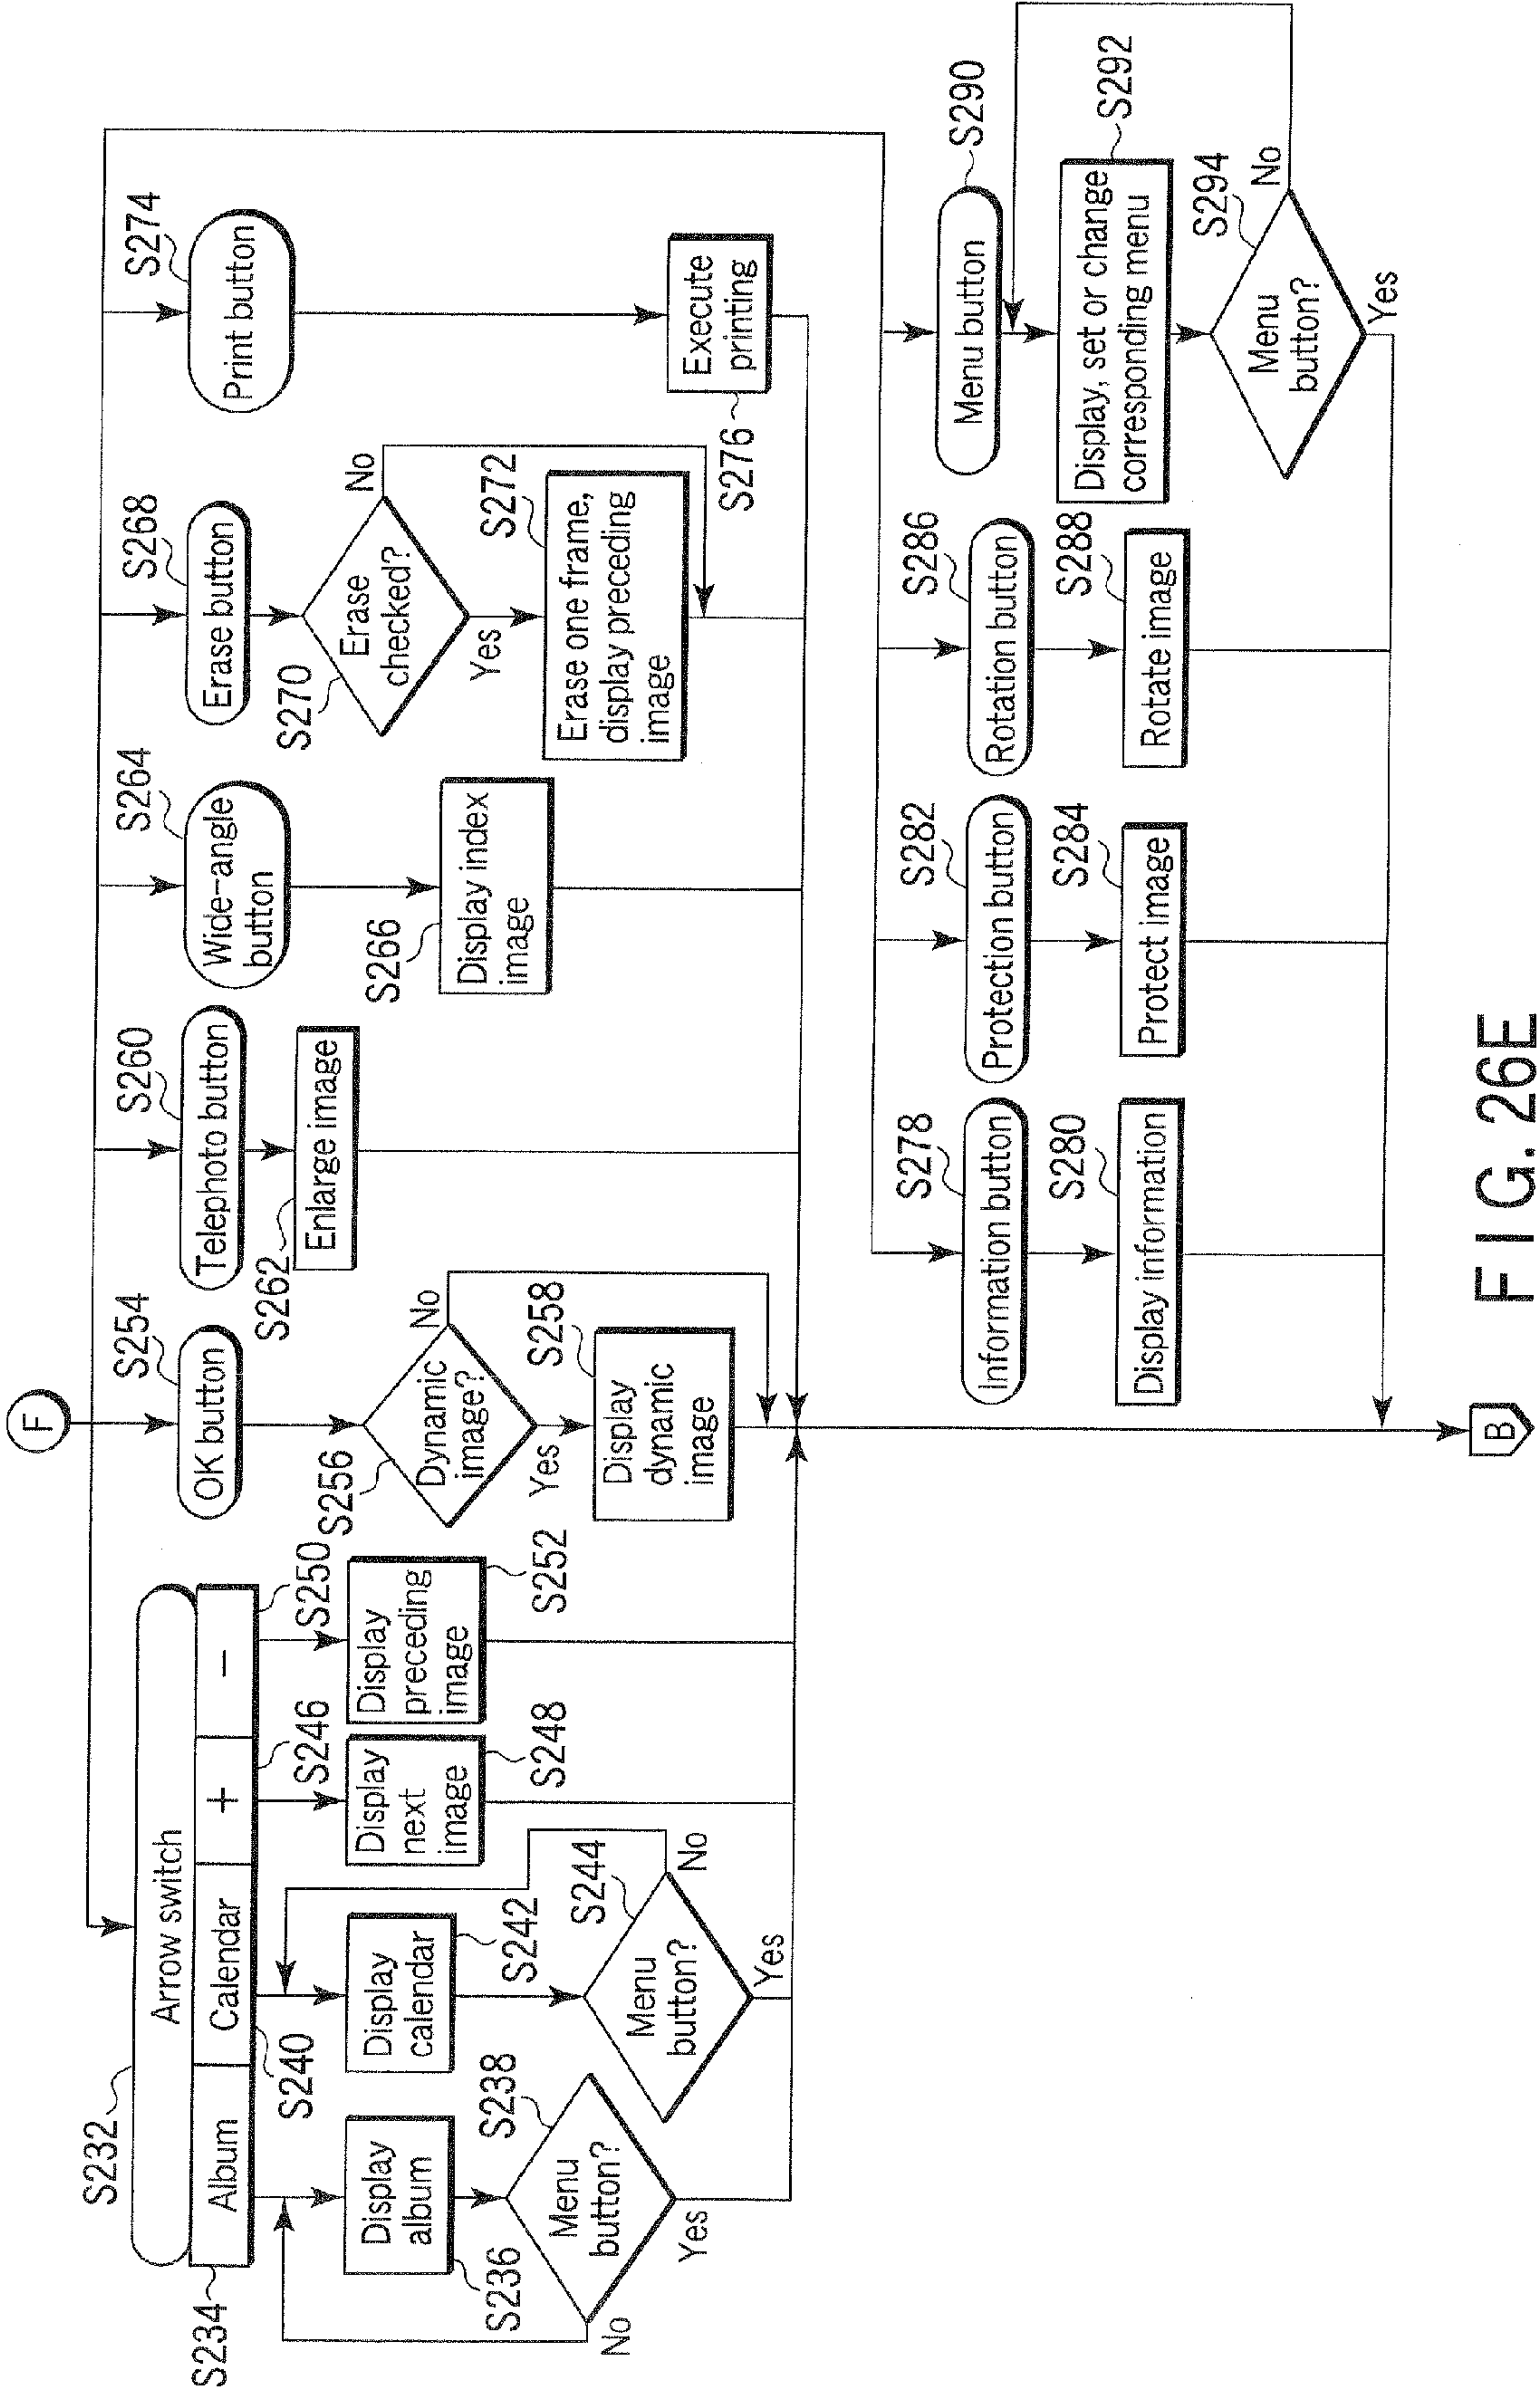 F
S232
Arrow switch
S234
Album
S240
Calendar
S246
+
S250
−
S236
Display
album
S242
Display
calendar
S248
Display
next
image
S252
Display
preceding
image
S238
Menu
button?
No
Yes
S244
Menu
button?
No
Yes
S254
OK button
S256
Dynamic
image?
No
Yes
S258
Display
dynamic
image
S260
Telephoto button
S262
Enlarge image
S264
Wide-angle
button
S266
Display index
image
S268
Erase button
S270
Erase
checked?
No
Yes
S272
Erase one frame,
display preceding
image
S274
Print button
S276
Execute
printing
S278
Information button
S280
Display information
S282
Protection button
S284
Protect image
S286
Rotation button
S288
Rotate image
S290
Menu button
S292
Display, set or change
corresponding menu
S294
Menu
button?
No
Yes
B
FIG. 26E